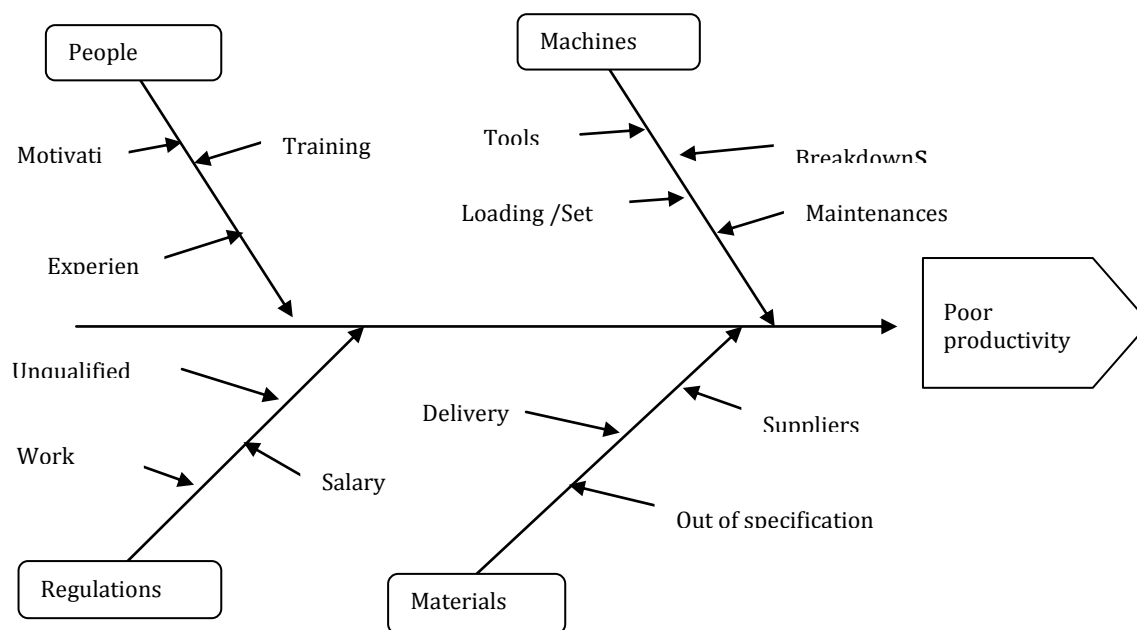 People
Machines
Motivati
Training
Tools
BreakdownS
Loading /Set
Maintenances
Experien
Poor
productivity
Unqualified
Delivery
Suppliers
Work
Salary
Out of specification
Regulations
Materials